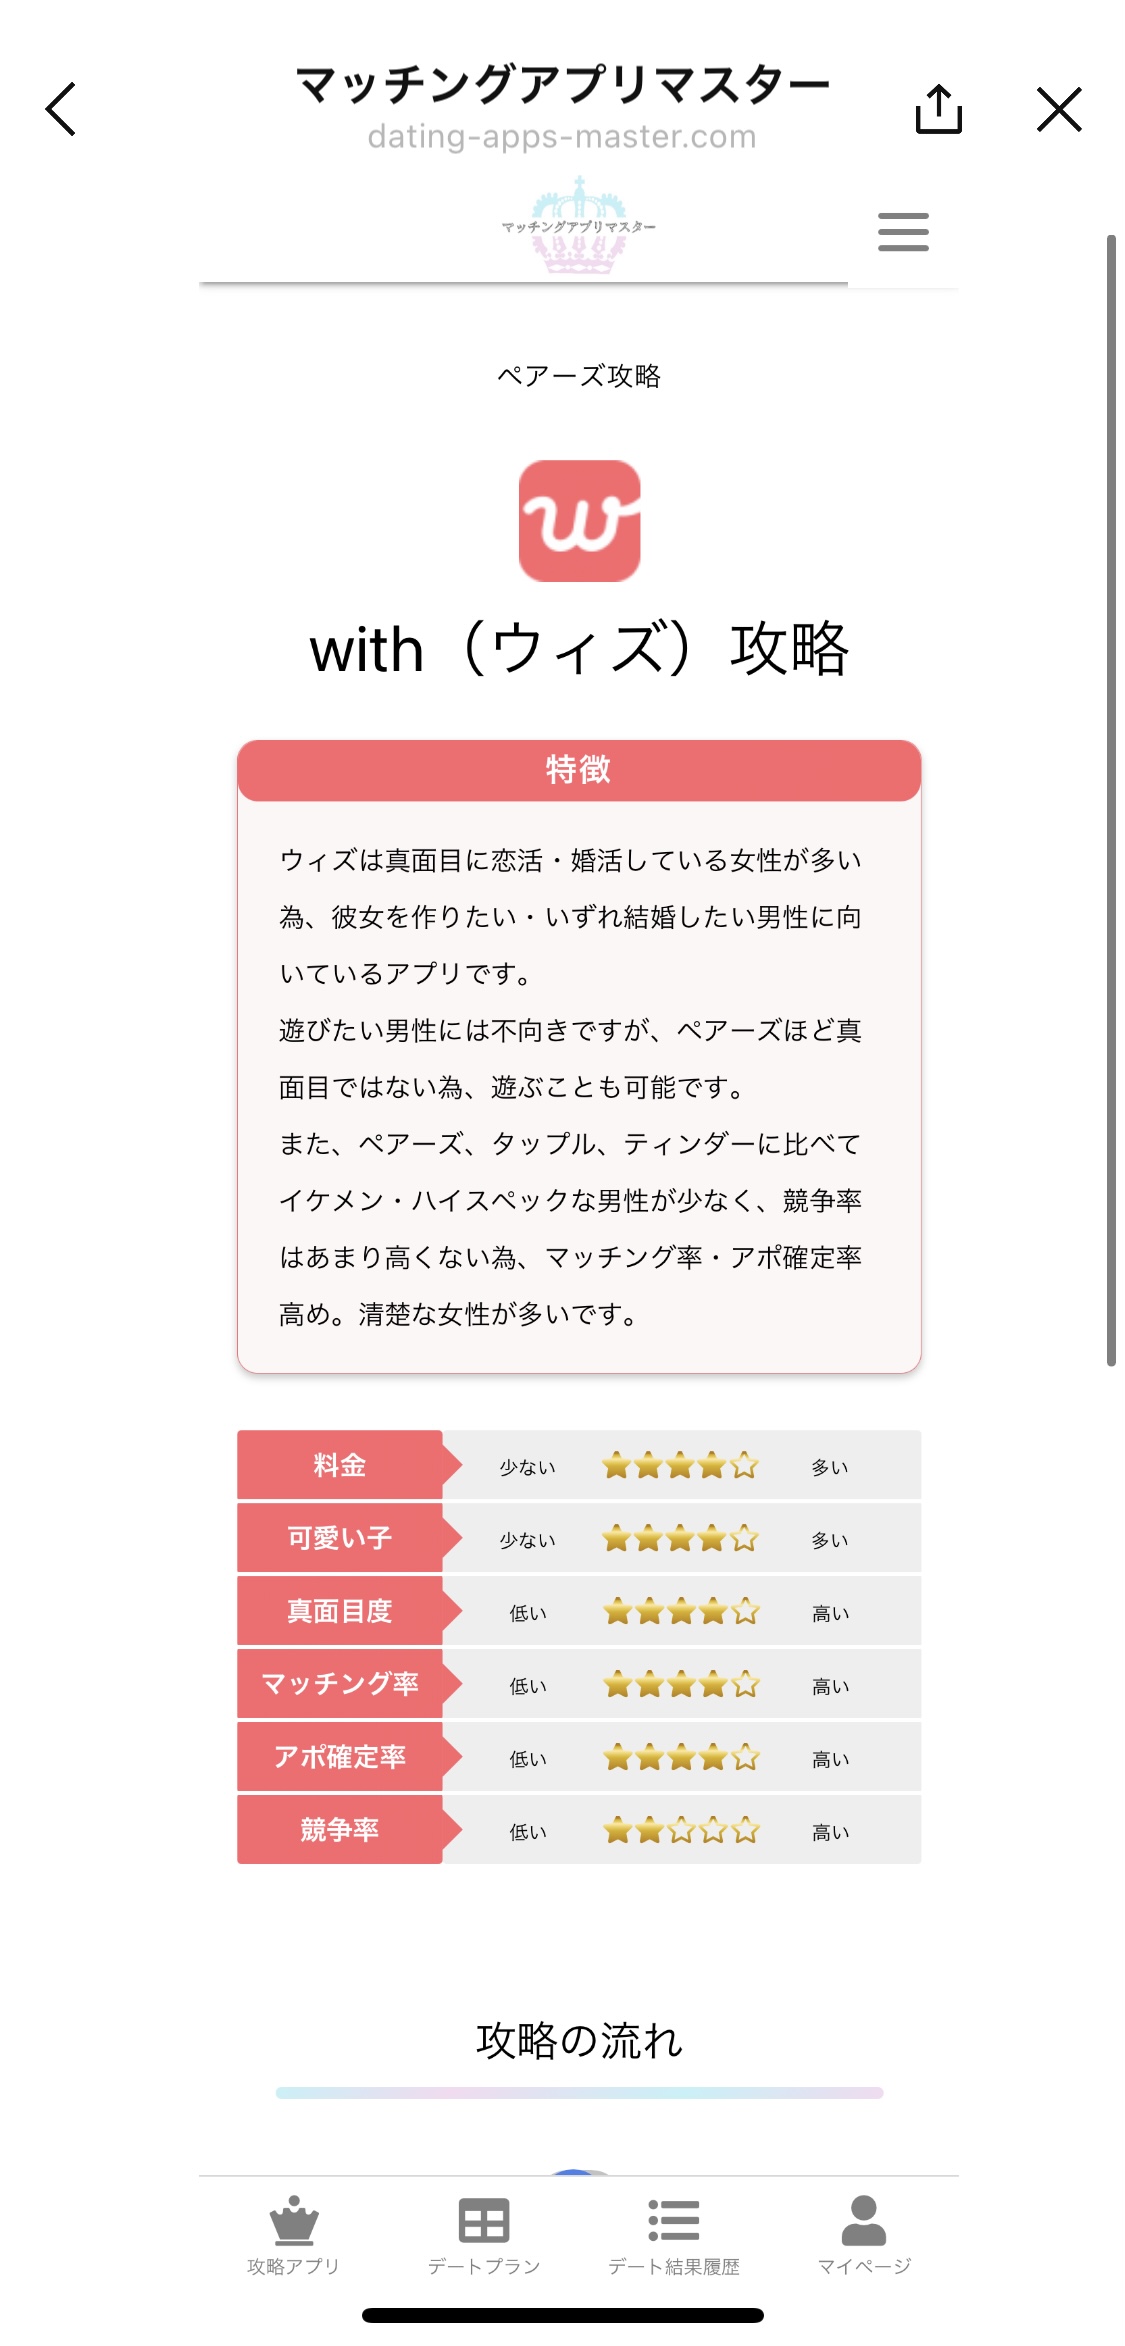 マッチングアプリマスター
dating-apps-master.com
マッチングアプリマスター
ペアーズ攻略
w
with（ウィズ）攻略
特徴
ウィズは真面目に恋活・婚活している女性が多い
為、彼女を作りたい・いずれ結婚したい男性に向
いているアプリです。
遊びたい男性には不向きですが、ペアーズほど真
面目ではない為、遊ぶことも可能です。
また、ペアーズ、タップル、ティンダーに比べて
イケメン・ハイスペックな男性が少なく、競争率
はあまり高くない為、マッチング率・アポ確定率
高め。清楚な女性が多いです。
料金 少ない ★★★★☆ 多い
可愛い子 少ない ★★★★☆ 多い
真面目度 低い ★★★★☆ 高い
マッチング率 低い ★★★★☆ 高い
アポ確定率 低い ★★★★☆ 高い
競争率 低い ★★☆☆☆ 高い
攻略の流れ
攻略アプリ デートプラン デート結果履歴 マイページ